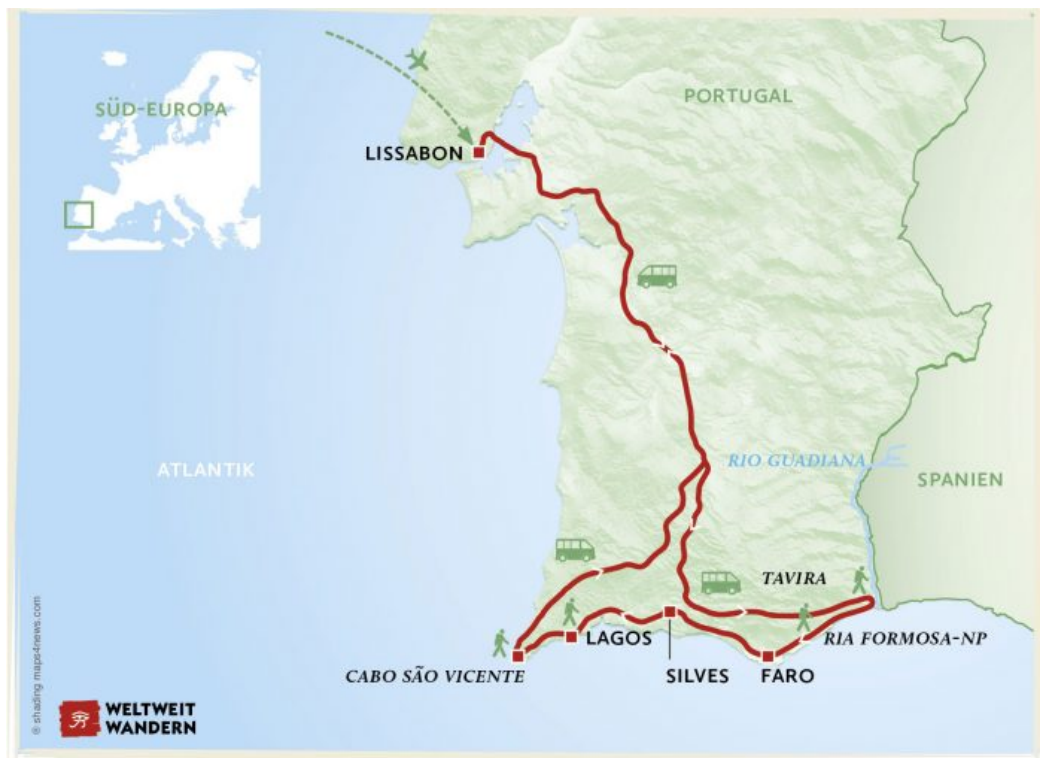 SÜD-EUROPA
PORTUGAL
LISSABON
RIO GUADIANA
ATLANTIK
SPANIEN
TAVIRA
LAGOS
RIA FORMOSA-NP
CABO SÃO VICENTE
SILVES
FARO
® shading maps4news.com
WELTWEIT
WANDERN